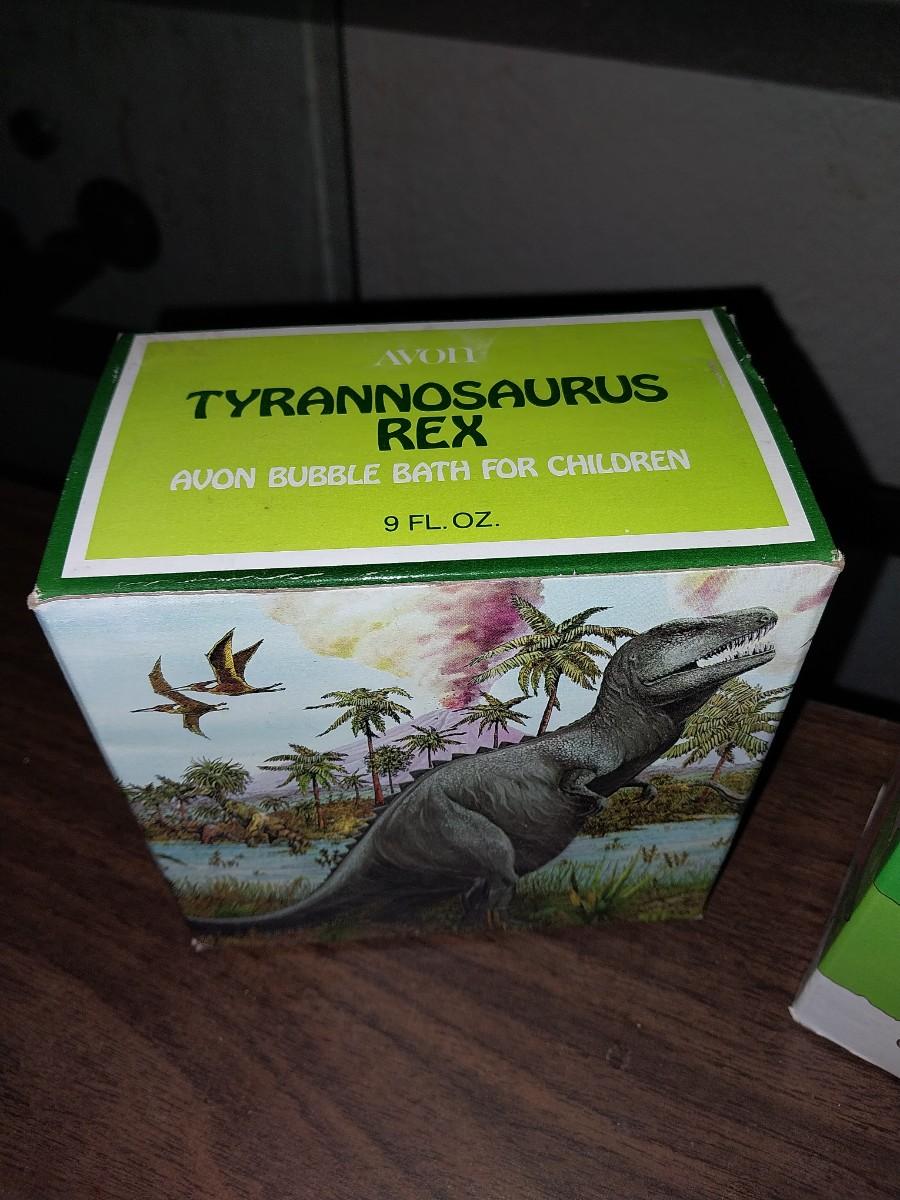 AVON
TYRANNOSAURUS
REX
AVON BUBBLE BATH FOR CHILDREN
9 FL. OZ.